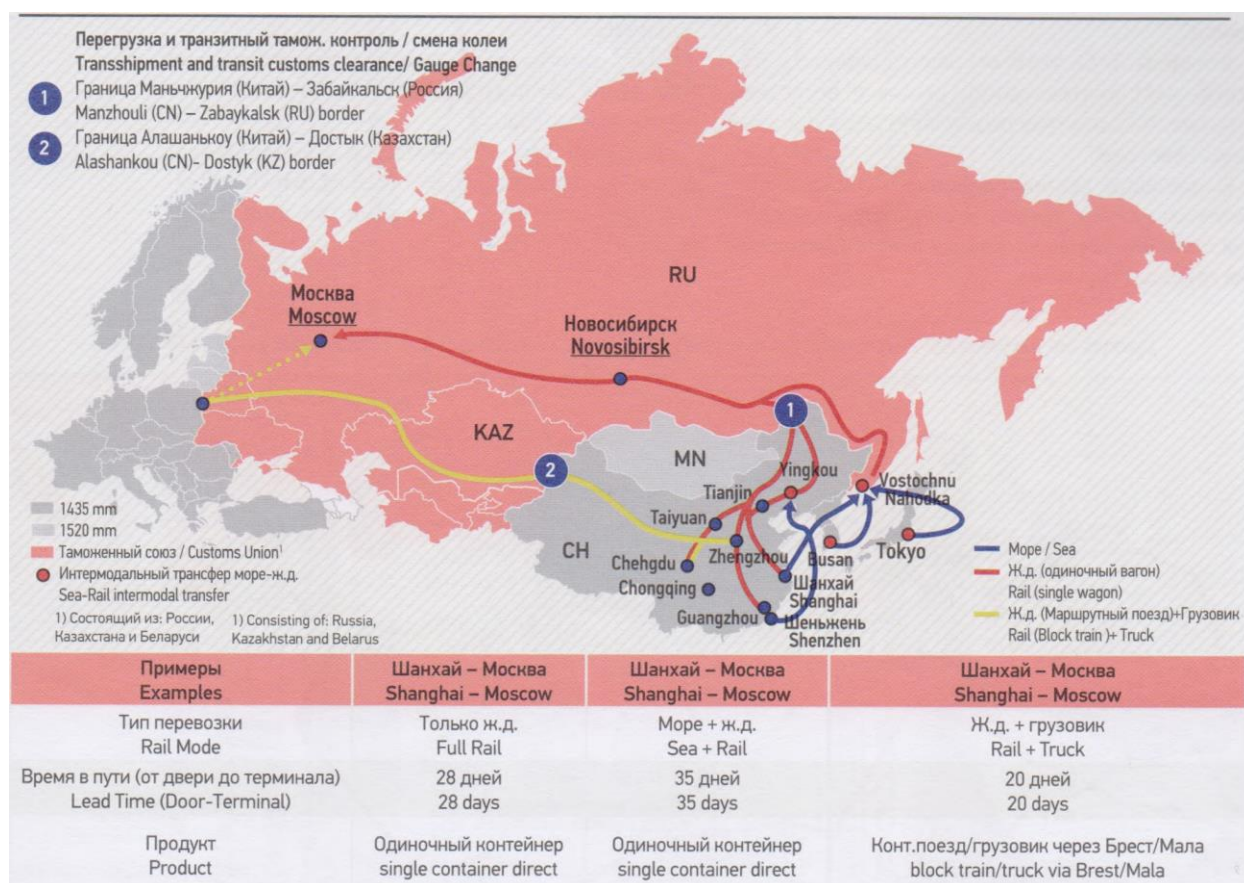 Перегрузка и транзитный тамож. контроль / смена колеи
Transshipment and transit customs clearance/ Gauge Change
1
Граница Маньчжурия (Китай) – Забайкальск (Россия)
Manzhouli (CN) – Zabaykalsk (RU) border
2
Граница Алашанькоу (Китай) – Достык (Казахстан)
Alashankou (CN)- Dostyk (KZ) border
RU
Москва
Moscow
Новосибирск
Novosibirsk
1
KAZ
2
MN
CH
Yingkou
Tianjin
Taiyuan
Zhengzhou
Chehgdu
Chongqing
Guangzhou
Шанхай
Shanghai
Шеньжень
Shenzhen
Busan
Tokyo
Vostochnu
Nahodka
1435 mm
1520 mm
Таможенный союз / Customs Union¹
Интермодальный трансфер море-ж.д.
Sea-Rail intermodal transfer
1) Состоящий из: России,
Казахстана и Беларуси
1) Consisting of: Russia,
Kazakhstan and Belarus
Море / Sea
Ж.д. (одиночный вагон)
Rail (single wagon)
Ж.д. (Маршрутный поезд)+Грузовик
Rail (Block train )+ Truck
Примеры
Examples
Шанхай – Москва
Shanghai – Moscow
Шанхай – Москва
Shanghai – Moscow
Шанхай – Москва
Shanghai – Moscow
Тип перевозки
Rail Mode
Только ж.д.
Full Rail
Море + ж.д.
Sea + Rail
Ж.д. + грузовик
Rail + Truck
Время в пути (от двери до терминала)
Lead Time (Door-Terminal)
28 дней
28 days
35 дней
35 days
20 дней
20 days
Продукт
Product
Одиночный контейнер
single container direct
Одиночный контейнер
single container direct
Конт.поезд/грузовик через Брест/Мала
block train/truck via Brest/Mala